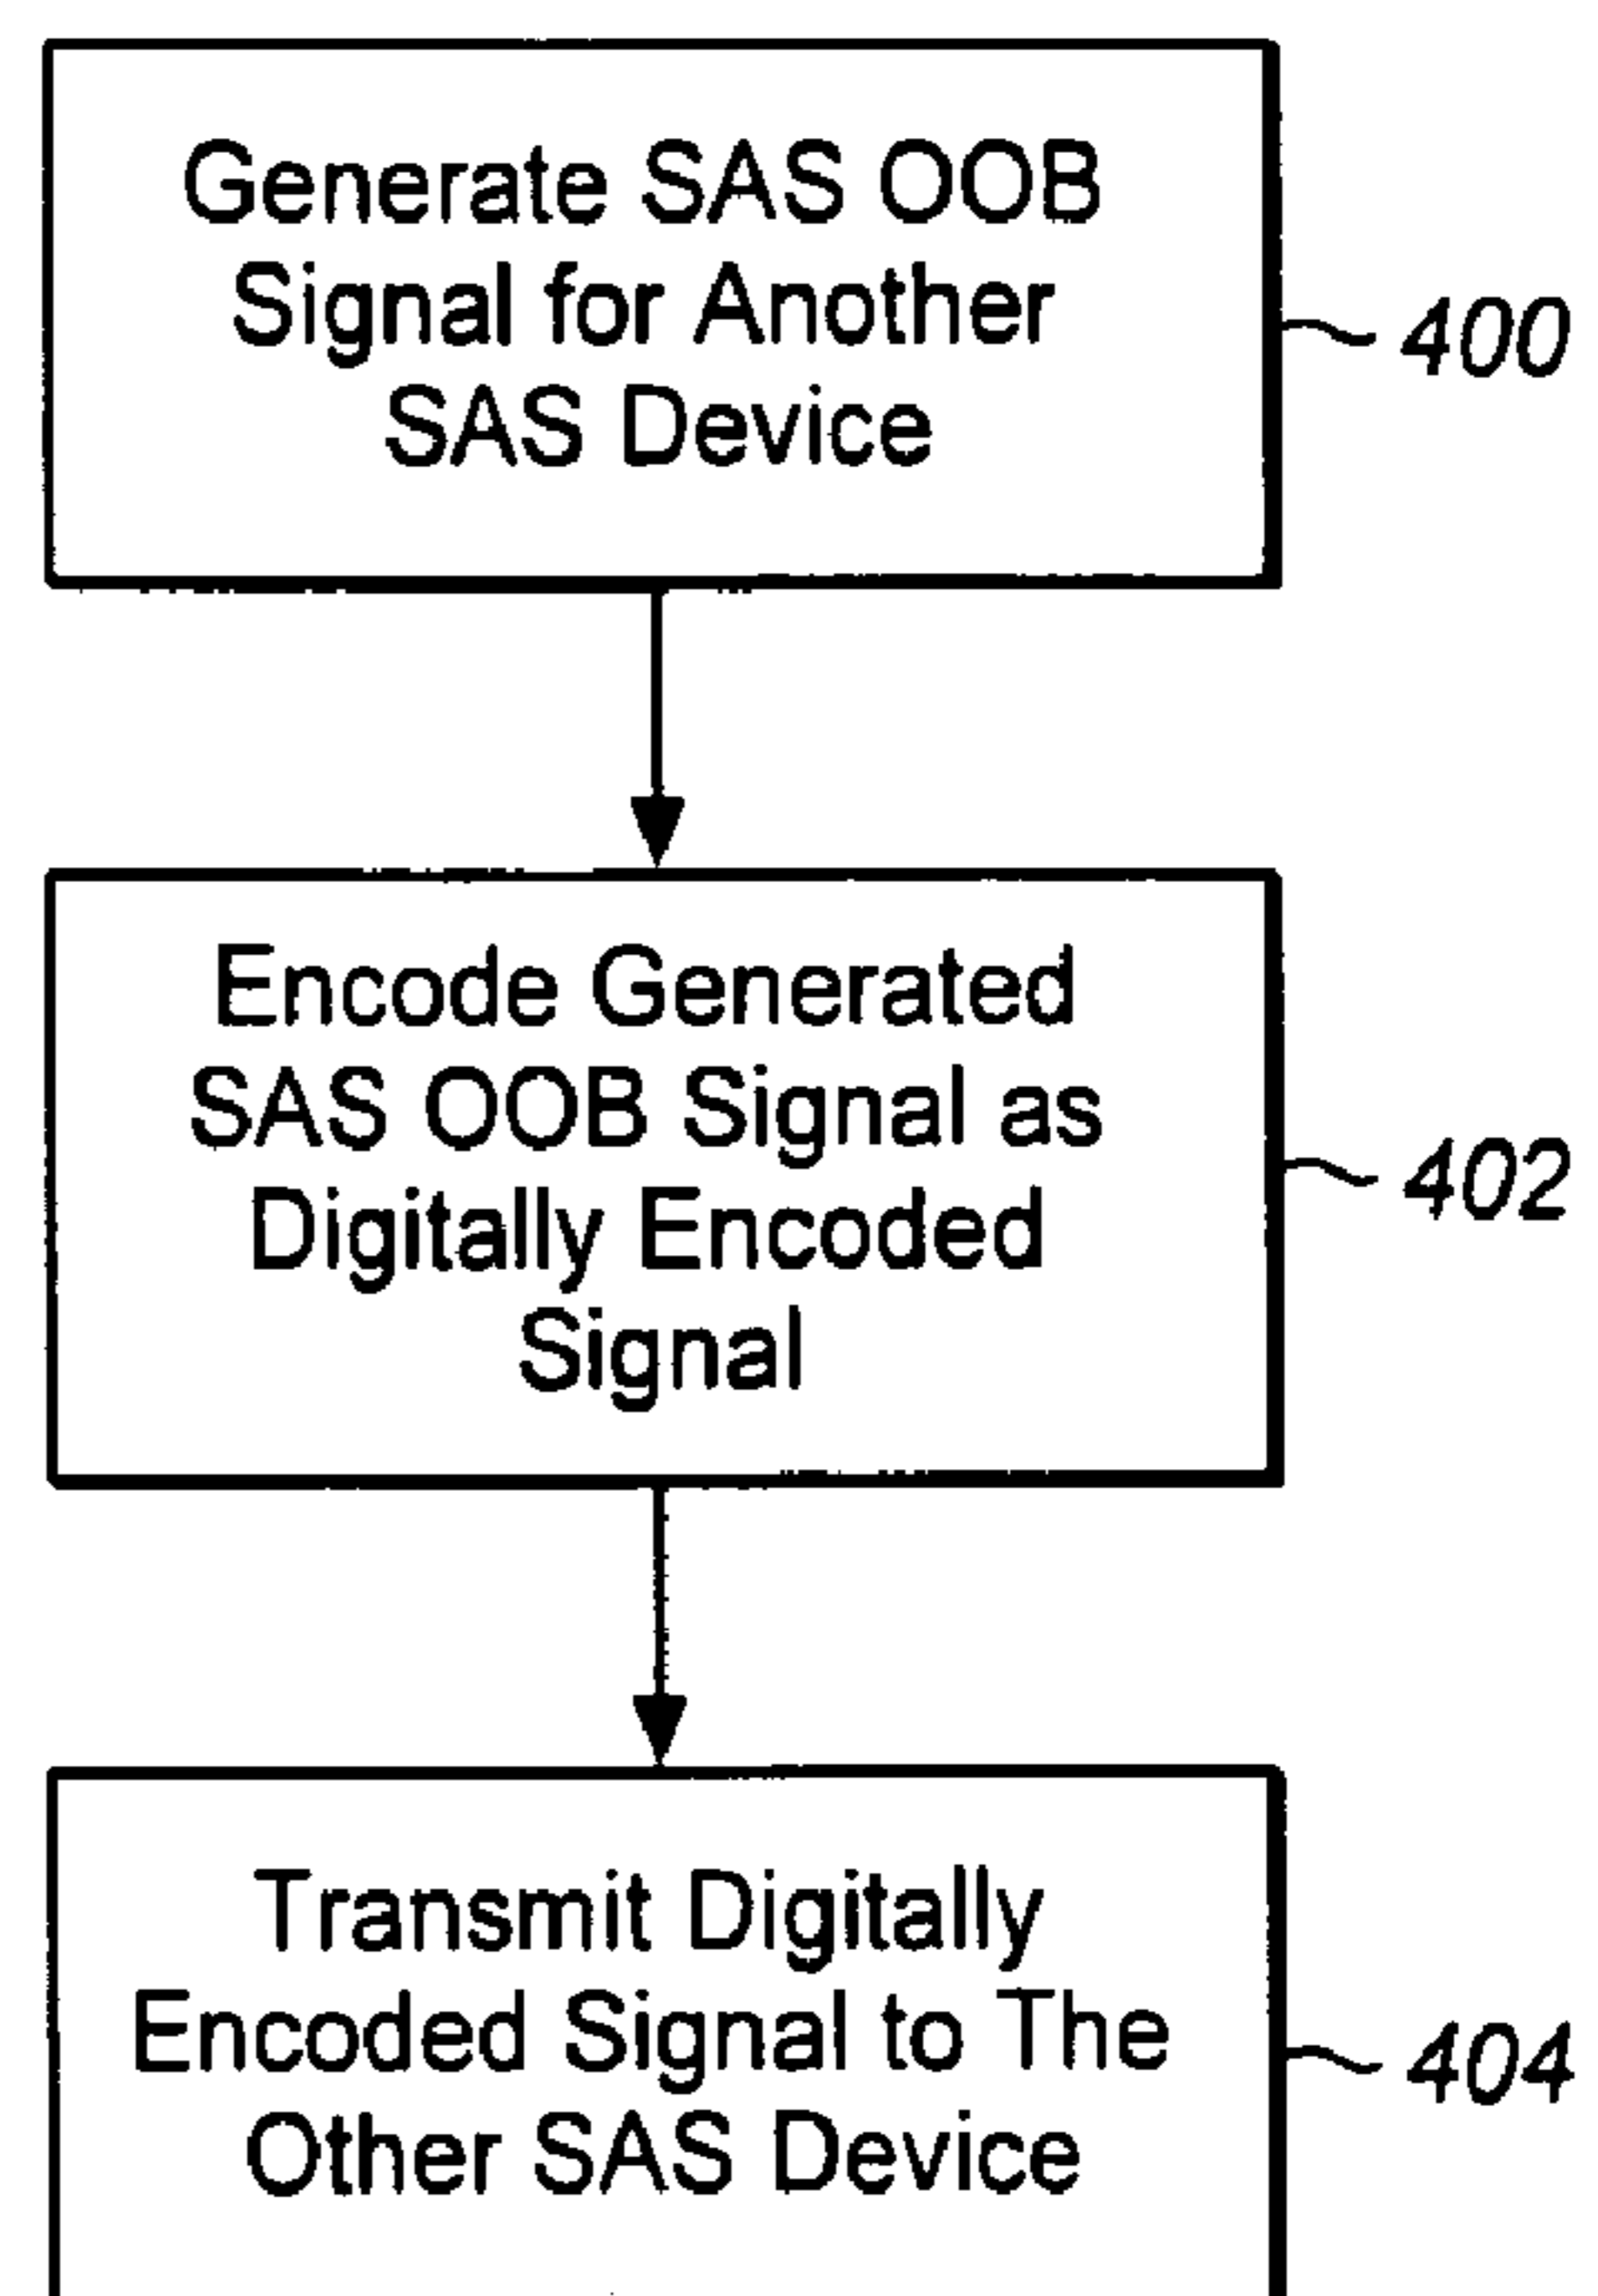 Generate SAS OOB
Signal for Another
SAS Device
400
Encode Generated
SAS OOB Signal as
Digitally Encoded
Signal
402
Transmit Digitally
Encoded Signal to The
Other SAS Device
404